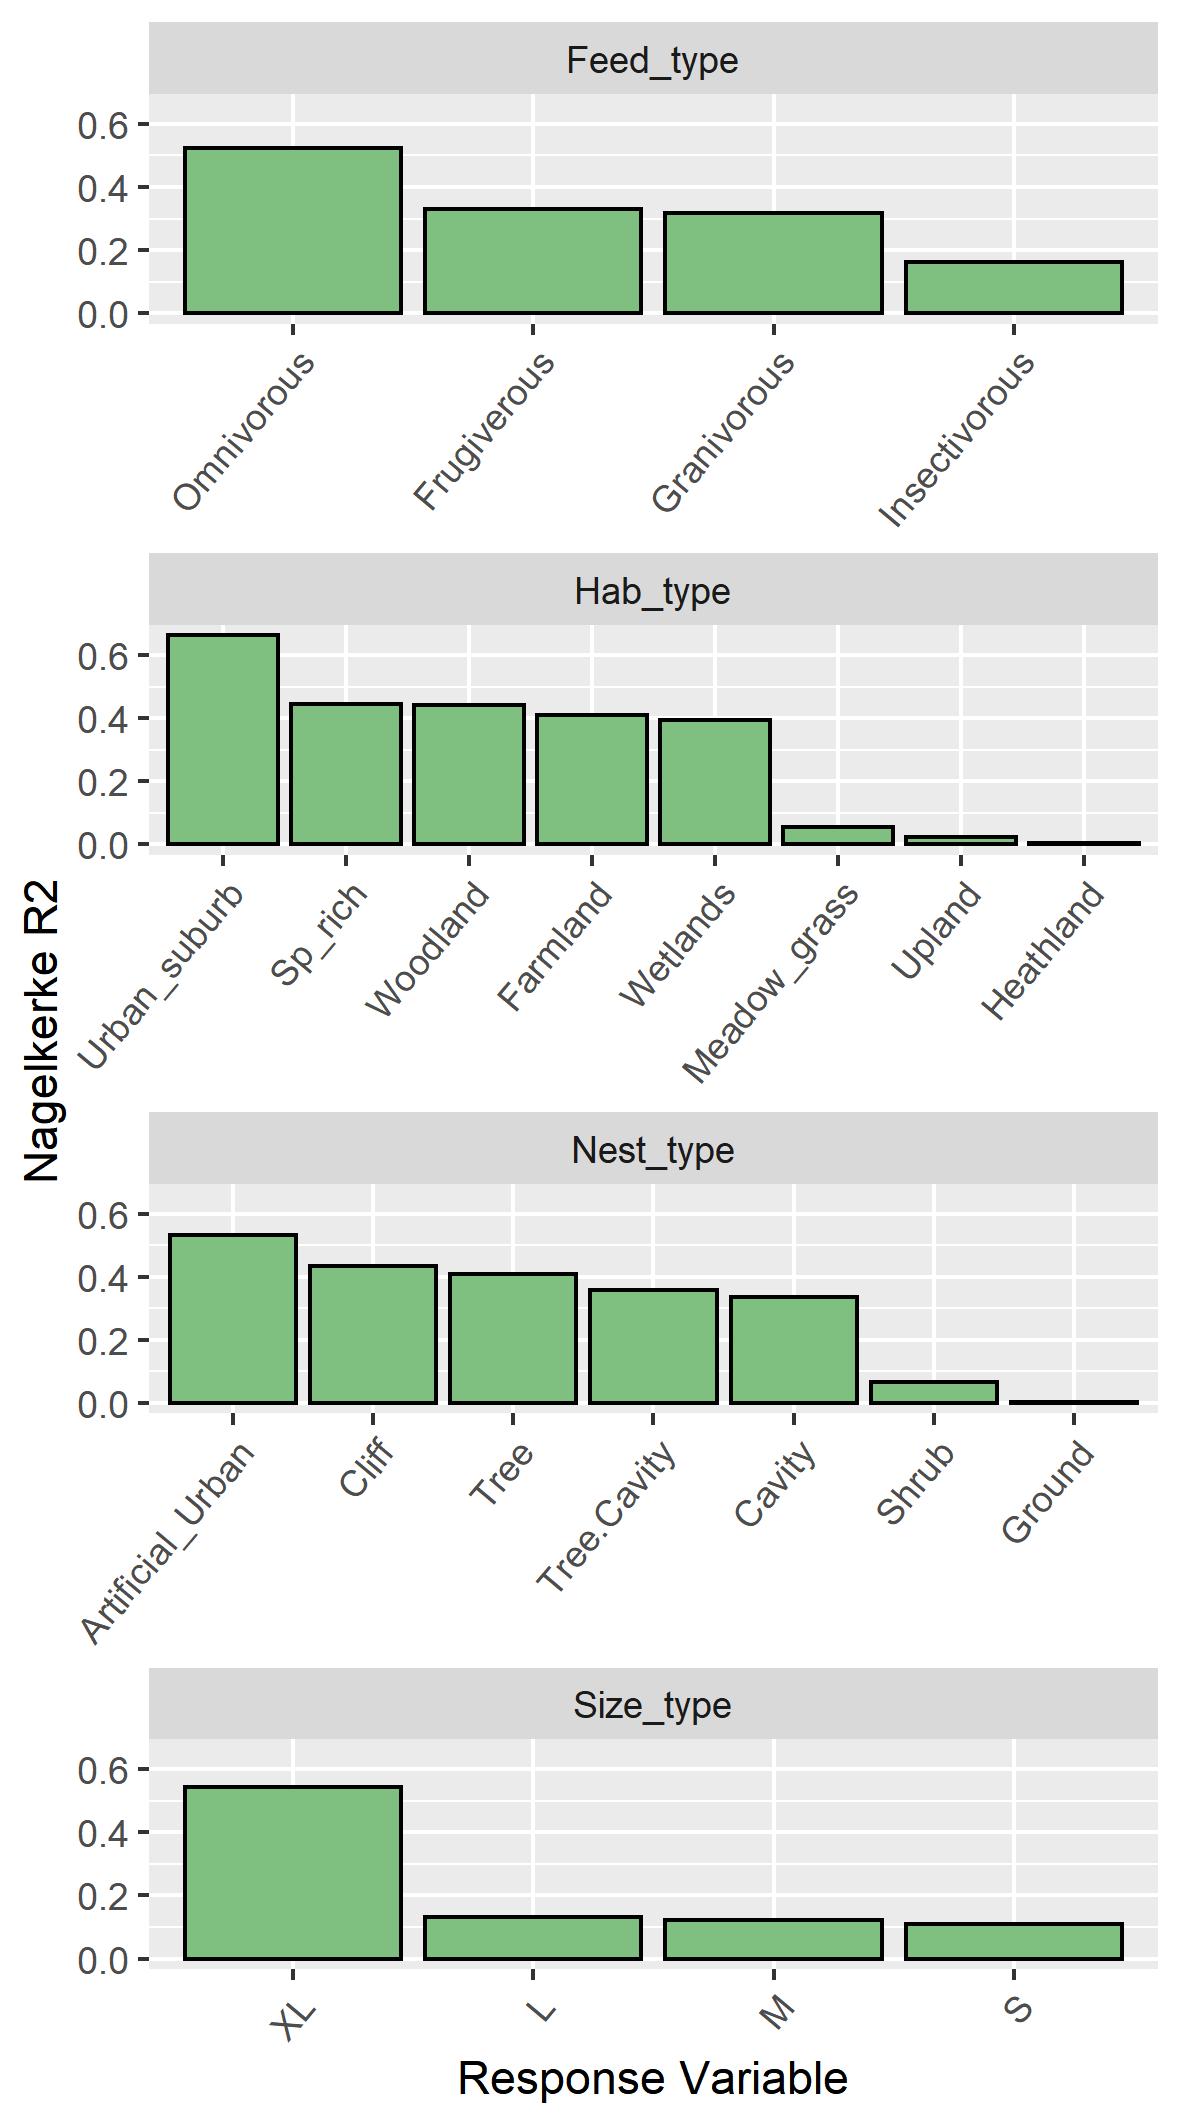 Feed_type
0.6
0.4
0.2
0.0
Omnivorous
Frugiverous
Granivorous
Insectivorous
Hab_type
0.6
0.4
0.2
0.0
Urban_suburb
Sp_rich
Woodland
Farmland
Wetlands
Meadow_grass
Upland
Heathland
Nagelkerke R2
Nest_type
0.6
0.4
0.2
0.0
Artificial_Urban
Cliff
Tree
Tree.Cavity
Cavity
Shrub
Ground
Size_type
0.6
0.4
0.2
0.0
XL
L
M
S
Response Variable